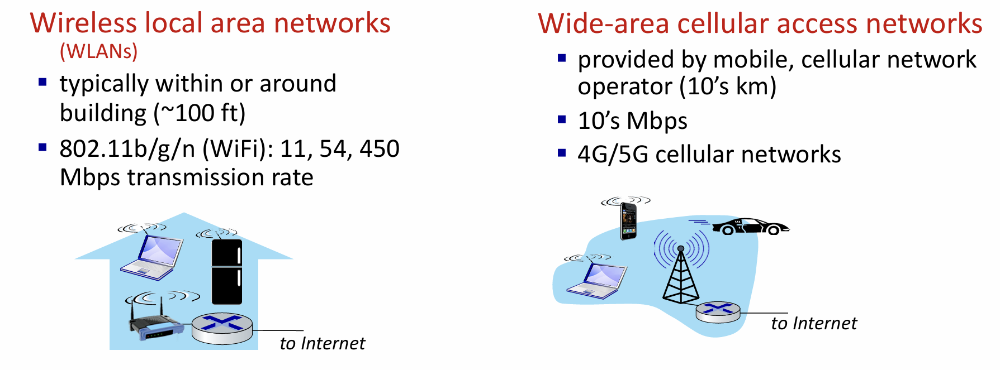 Wireless local area networks
(WLANs)
▪ typically within or around
building (~100 ft)
▪ 802.11b/g/n (WiFi): 11, 54, 450
Mbps transmission rate
to Internet
Wide-area cellular access networks
▪ provided by mobile, cellular network
operator (10’s km)
▪ 10’s Mbps
▪ 4G/5G cellular networks
to Internet